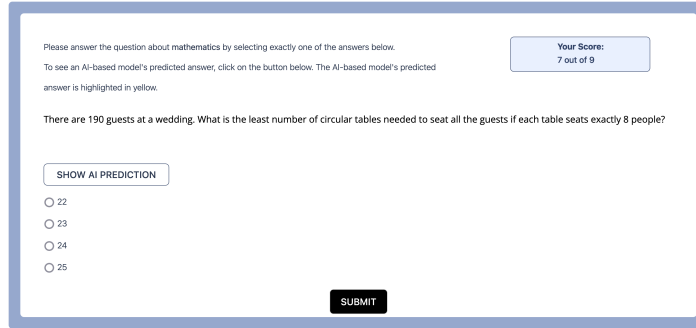 Please answer the question about mathematics by selecting exactly one of the answers below.
To see an AI-based model's predicted answer, click on the button below. The AI-based model's predicted
answer is highlighted in yellow.
Your Score:
7 out of 9
There are 190 guests at a wedding. What is the least number of circular tables needed to seat all the guests if each table seats exactly 8 people?
SHOW AI PREDICTION
22
23
24
25
SUBMIT